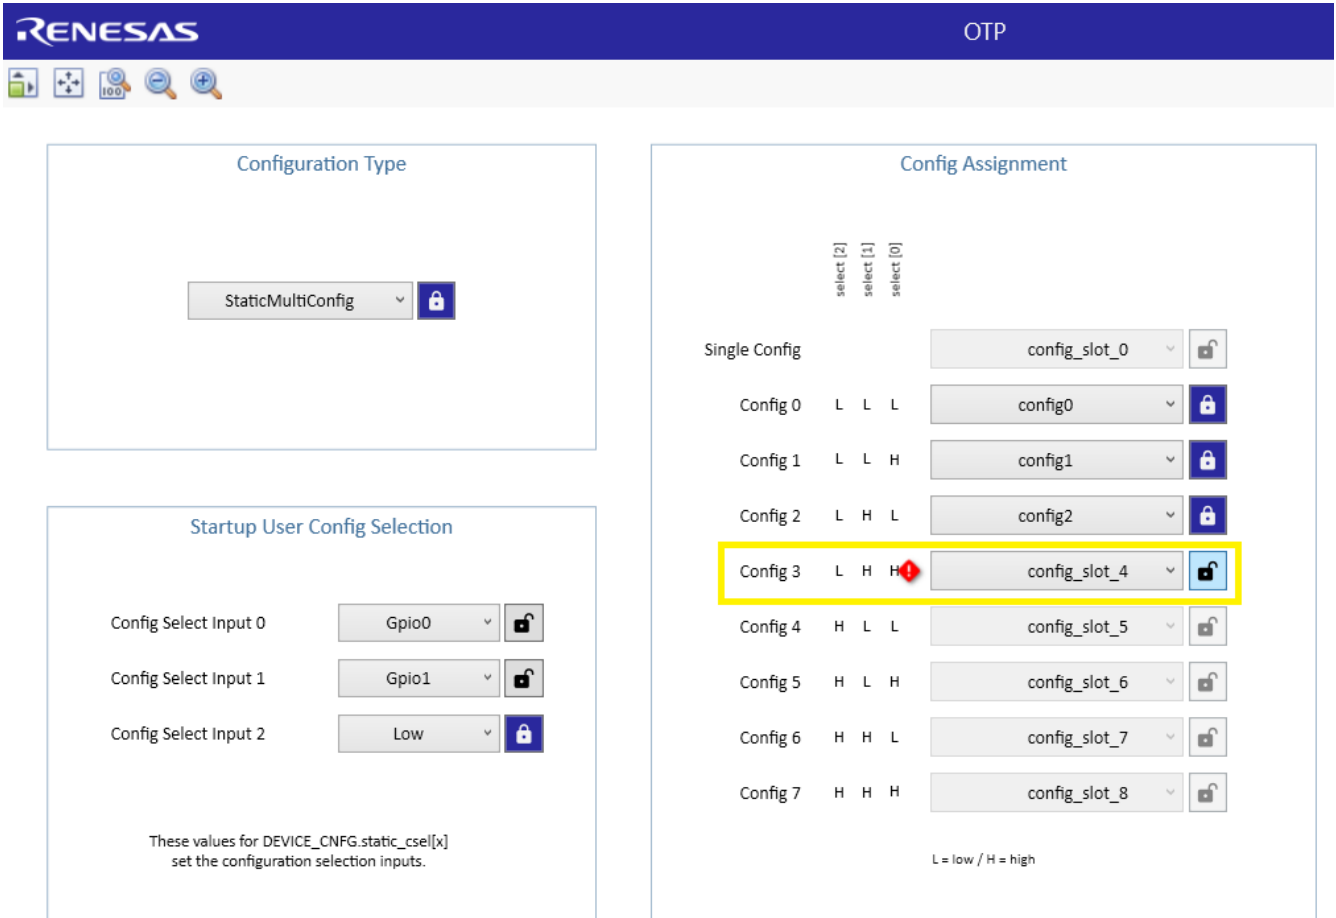 RENESAS
OTP
100
Configuration Type
StaticMultiConfig
Startup User Config Selection
Config Select Input 0 Gpio0
Config Select Input 1 Gpio1
Config Select Input 2 Low
These values for DEVICE_CNFG.static_csel[x]
set the configuration selection inputs.
Config Assignment
select [2] select [1] select [0]
Single Config config_slot_0
Config 0 L L L config0
Config 1 L L H config1
Config 2 L H L config2
Config 3 L H H config_slot_4
Config 4 H L L config_slot_5
Config 5 H L H config_slot_6
Config 6 H H L config_slot_7
Config 7 H H H config_slot_8
L = low / H = high